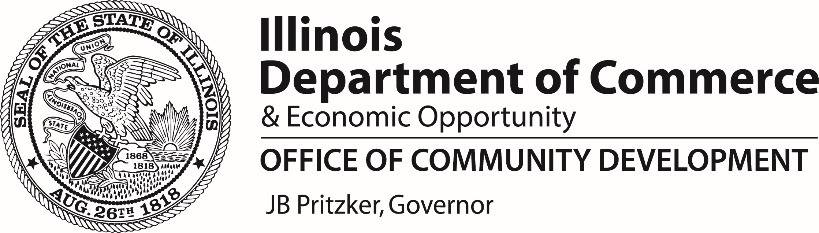 SEAL OF THE STATE OF ILLINOIS
AUG. 26TH 1818
NATIONAL UNION
STATE
1868
1818
Illinois
Department of Commerce
& Economic Opportunity
OFFICE OF COMMUNITY DEVELOPMENT
JB Pritzker, Governor